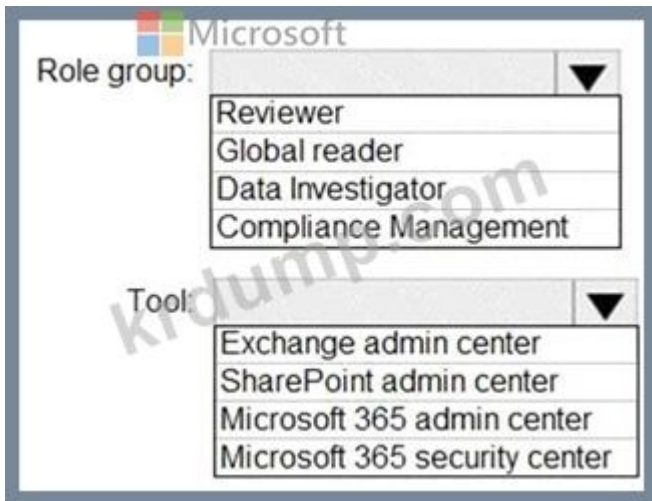 Microsoft
Role group:
Reviewer
Global reader
Data Investigator
Compliance Management
krdump.com
Tool:
Exchange admin center
SharePoint admin center
Microsoft 365 admin center
Microsoft 365 security center